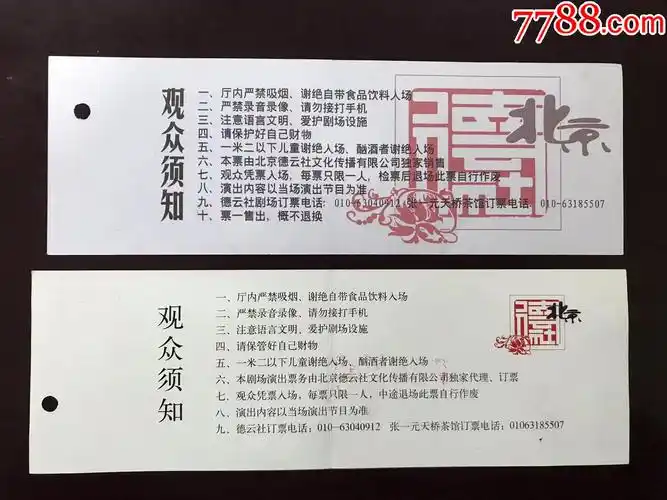 7788.com
中国收藏
观众须知
一、厅内严禁吸烟、谢绝自带食品饮料入场
二、严禁录音录像、请勿接打手机
三、注意语言文明、爱护剧场设施
四、请保护好自己财物
五、一米二以下儿童谢绝入场、酗酒者谢绝入场
六、本票由北京德云社文化传播有限公司独家销售
七、观众凭票入场，每票只限一人，检票后退场此票自行作废
八、演出内容以当场演出节目为准
九、德云社剧场订票电话: 010-63040912 张一元天桥茶馆订票电话: 010-63185507
十、票一售出，概不退换
德云社
北京
观众须知
一、厅内严禁吸烟、谢绝自带食品饮料入场
二、严禁录音录像、请勿接打手机
三、注意语言文明、爱护剧场设施
四、请保管好自己财物
五、一米二以下儿童谢绝入场、酗酒者谢绝入场
六、本剧场演出票务由北京德云社文化传播有限公司独家代理、订票
七、观众凭票入场，每票只限一人，中途退场此票自行作废
八、演出内容以当场演出节目为准
九、德云社订票电话: 010-63040912 张一元天桥茶馆订票电话: 01063185507
德云社
北京